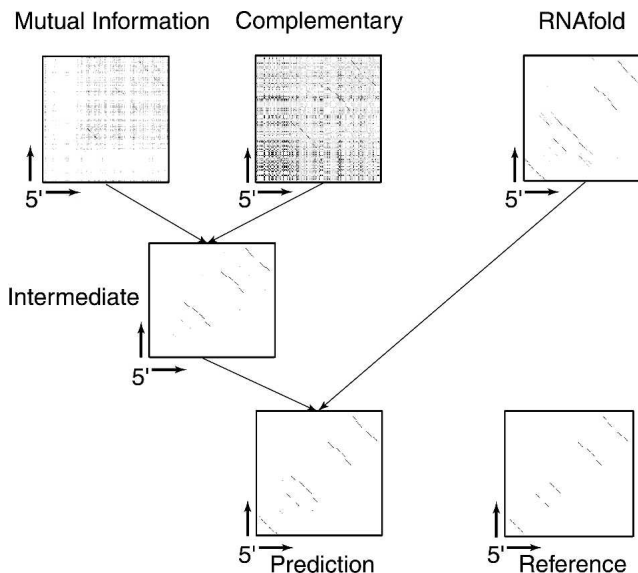 Mutual Information
Complementary
RNAfold
5'
5'
5'
Intermediate
5'
5'
Prediction
5'
Reference